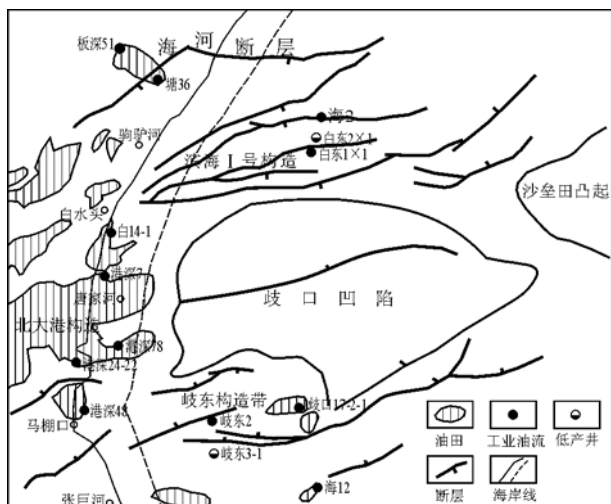 板深51
海河断层
塘36
驹驴河
海2
白东2×1
白东1×1
滨海Ⅰ号构造
沙垒田凸起
白水头
白14-1
港深7
唐家河
歧口凹陷
北大港构造
港深78
港深24-22
岐东构造带
歧口17-2-1
港深48
岐东2
马棚口
岐东3-1
海12
张巨河
油田
工业油流
低产井
断层
海岸线